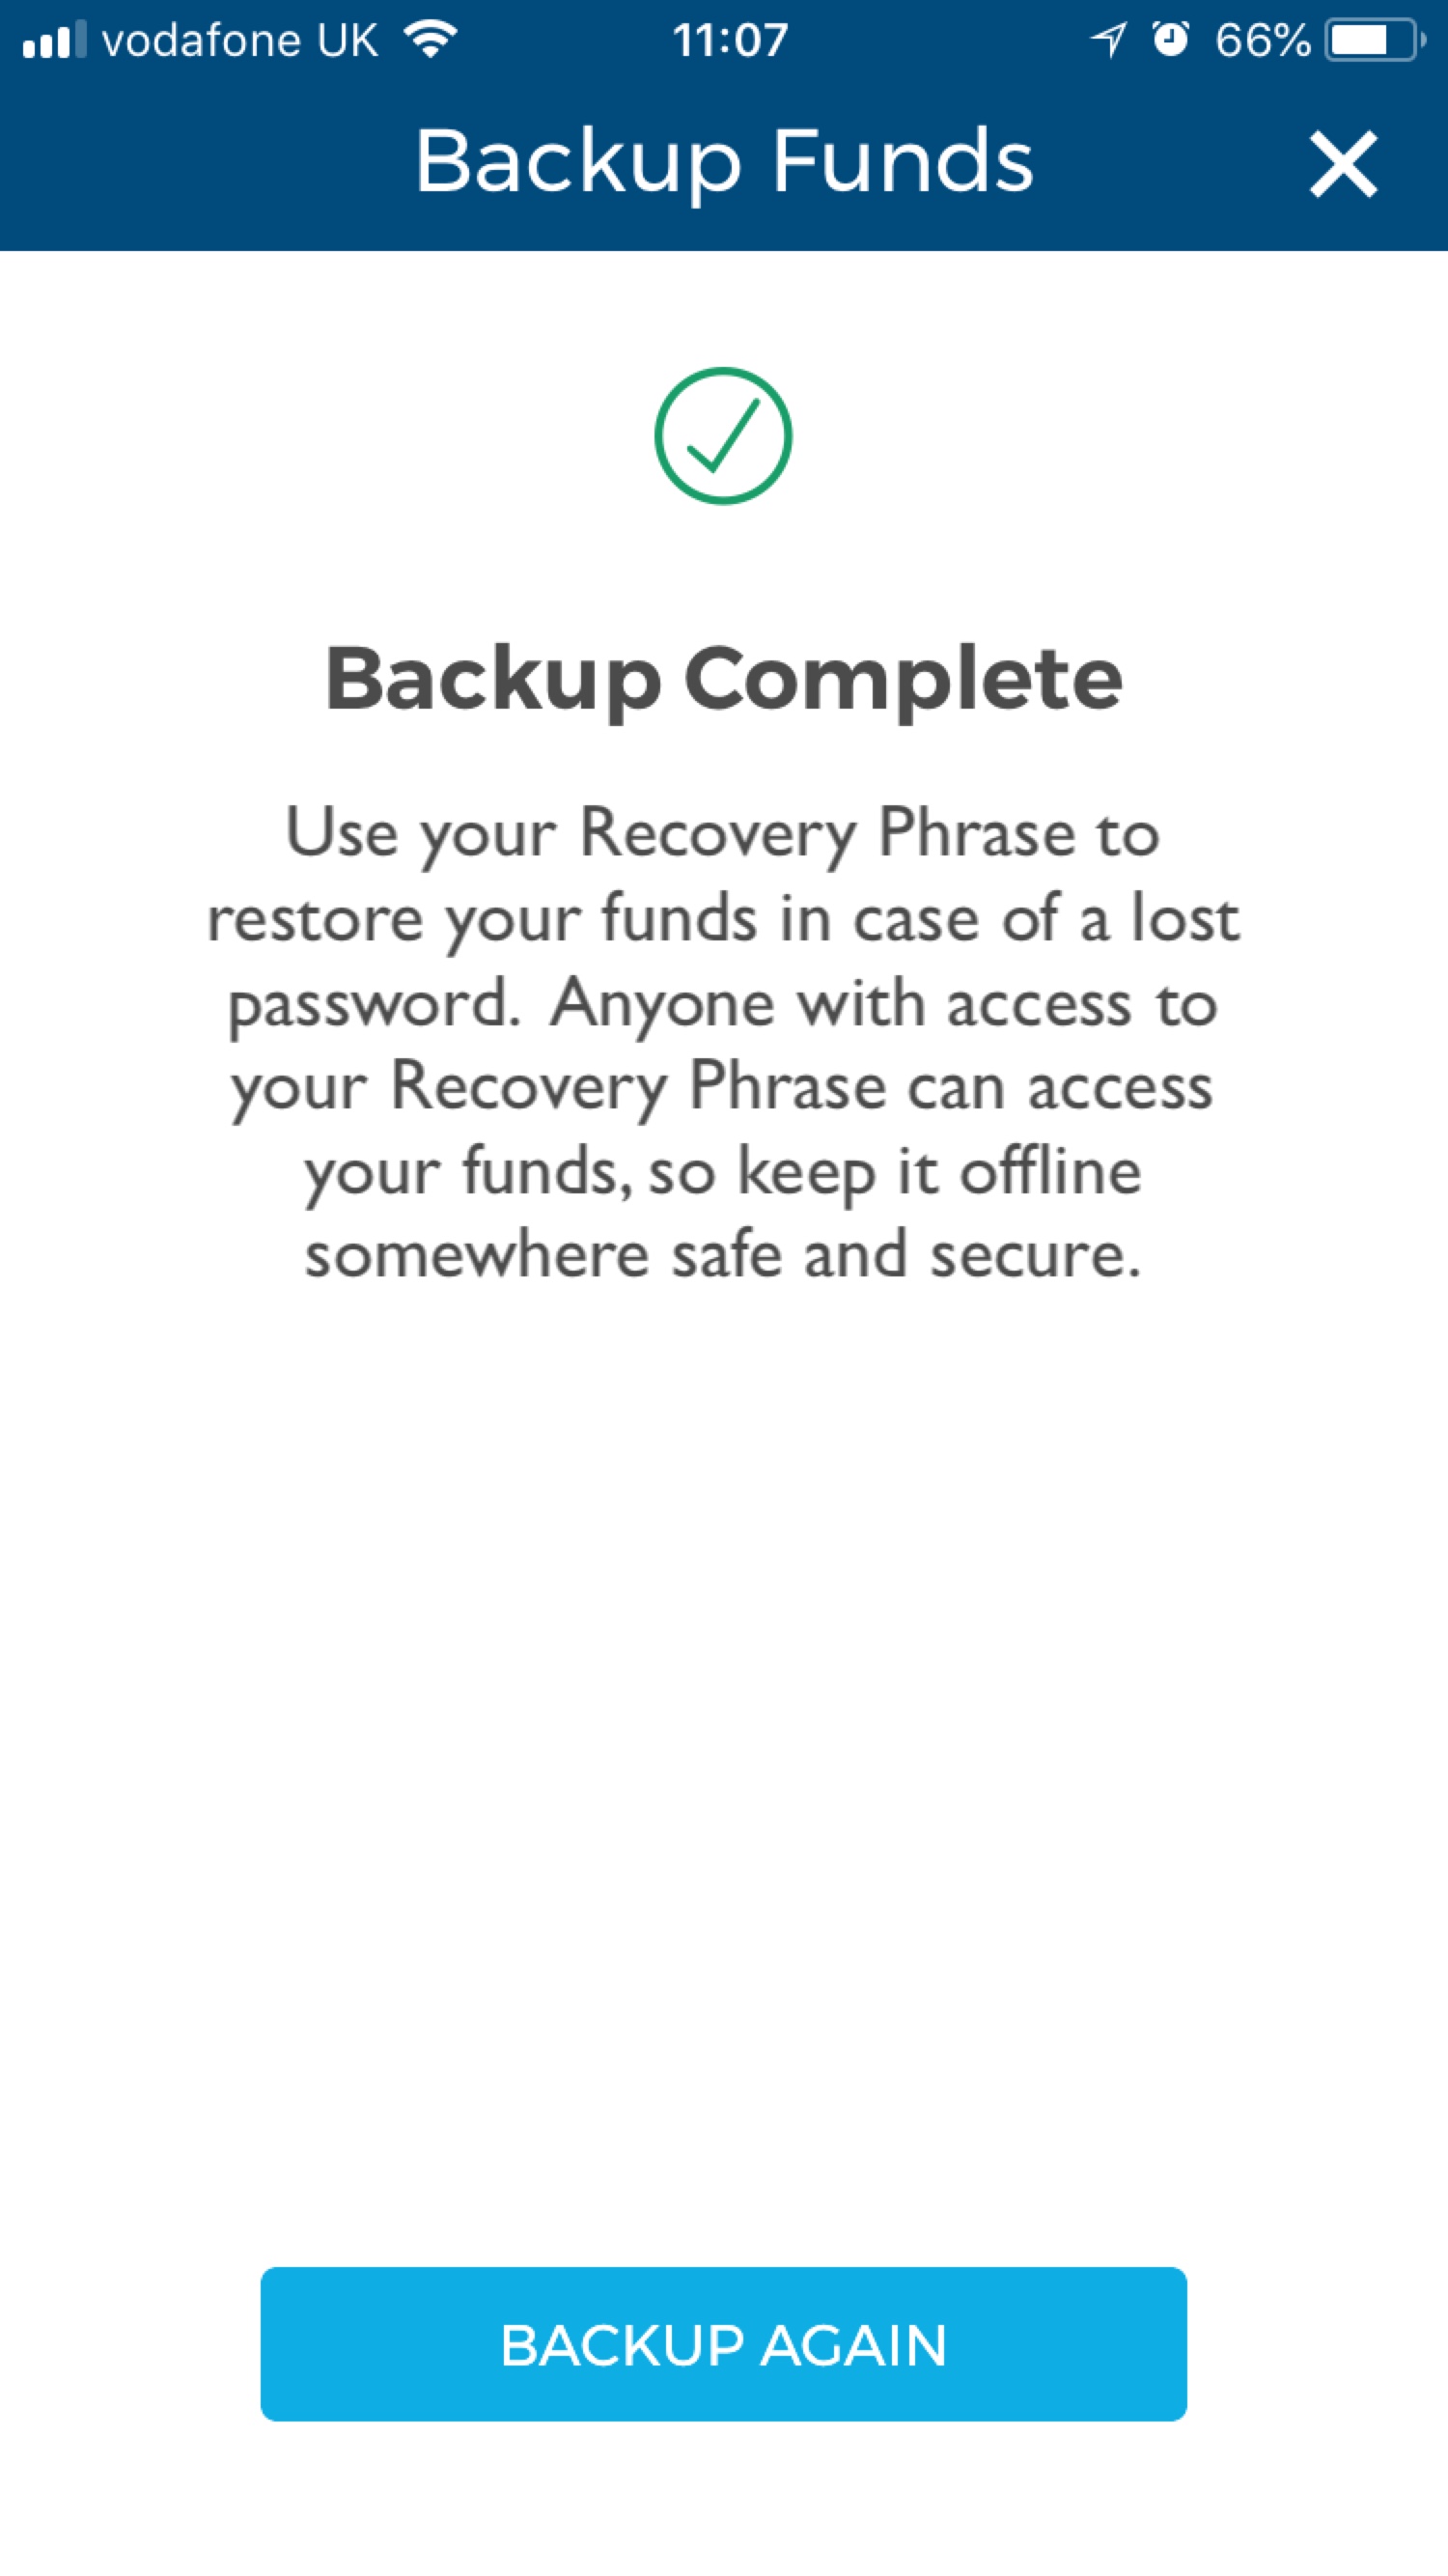 vodafone UK 11:07 66%
Backup Funds
Backup Complete
Use your Recovery Phrase to
restore your funds in case of a lost
password. Anyone with access to
your Recovery Phrase can access
your funds, so keep it offline
somewhere safe and secure.
BACKUP AGAIN